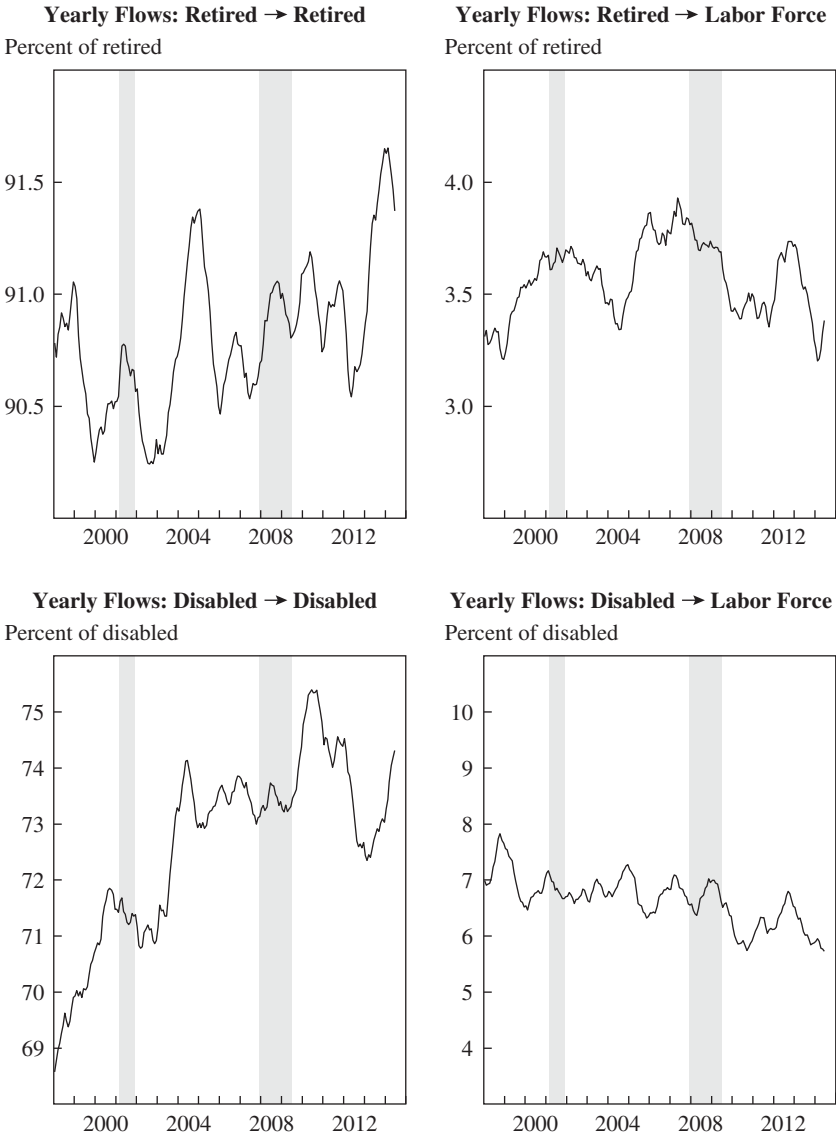 Yearly Flows: Retired → Retired
Percent of retired
91.5
91.0
90.5
2000 2004 2008 2012
Yearly Flows: Retired → Labor Force
Percent of retired
4.0
3.5
3.0
2000 2004 2008 2012
Yearly Flows: Disabled → Disabled
Percent of disabled
75
74
73
72
71
70
69
2000 2004 2008 2012
Yearly Flows: Disabled → Labor Force
Percent of disabled
10
9
8
7
6
5
4
2000 2004 2008 2012